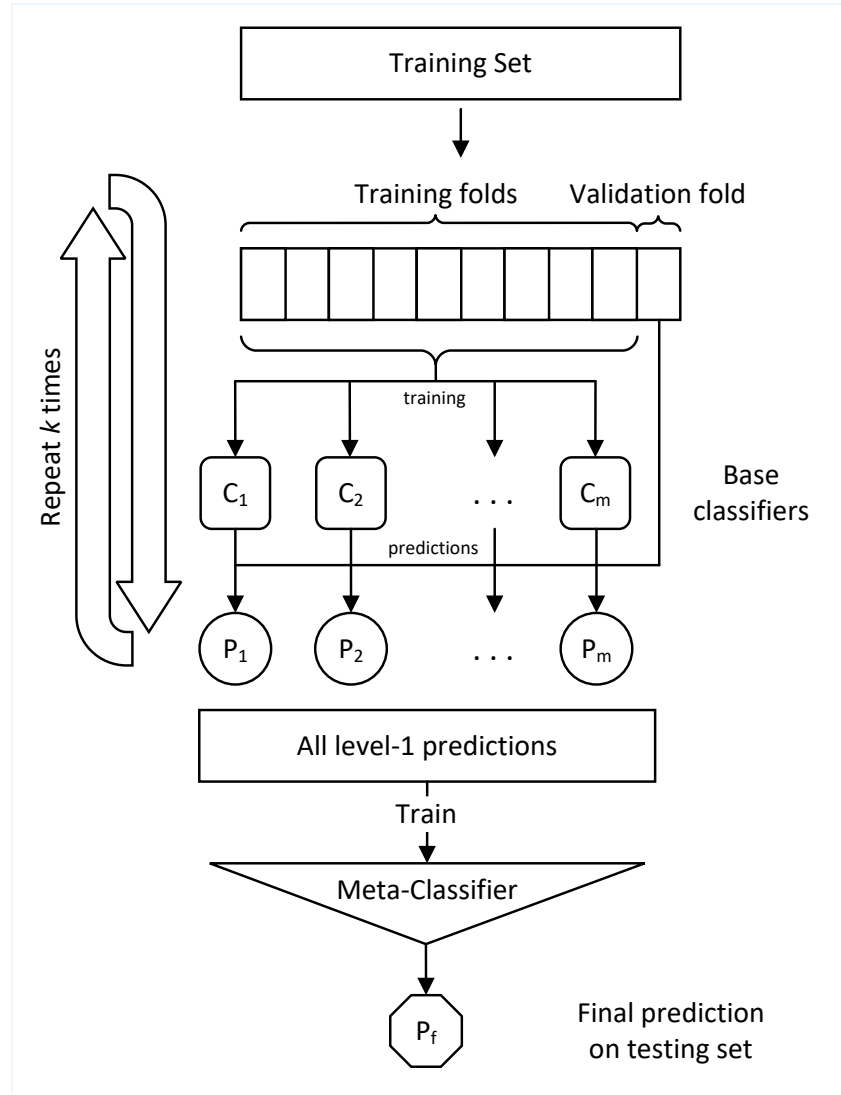 Training Set
Training folds
Validation fold
Repeat k times
training
C₁
C₂
. . .
Cₘ
Base
classifiers
predictions
P₁
P₂
. . .
Pₘ
All level-1 predictions
Train
Meta-Classifier
P_f
Final prediction
on testing set